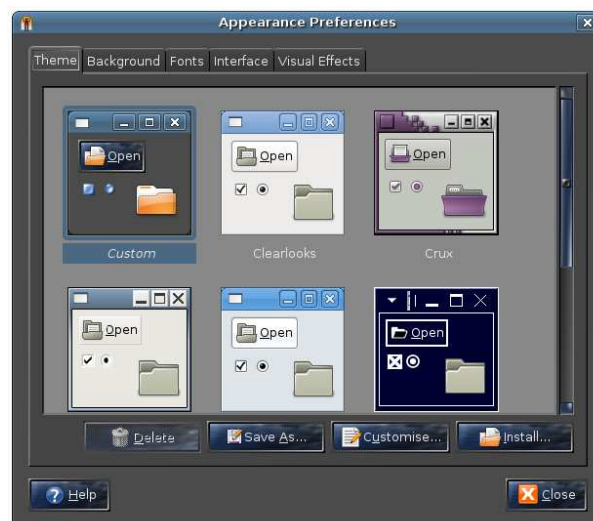 Appearance Preferences
Theme Background Fonts Interface Visual Effects
Open Open Open
Custom Clearlooks Crux
Open Open Open
Delete Save As... Customise... Install...
Help Close